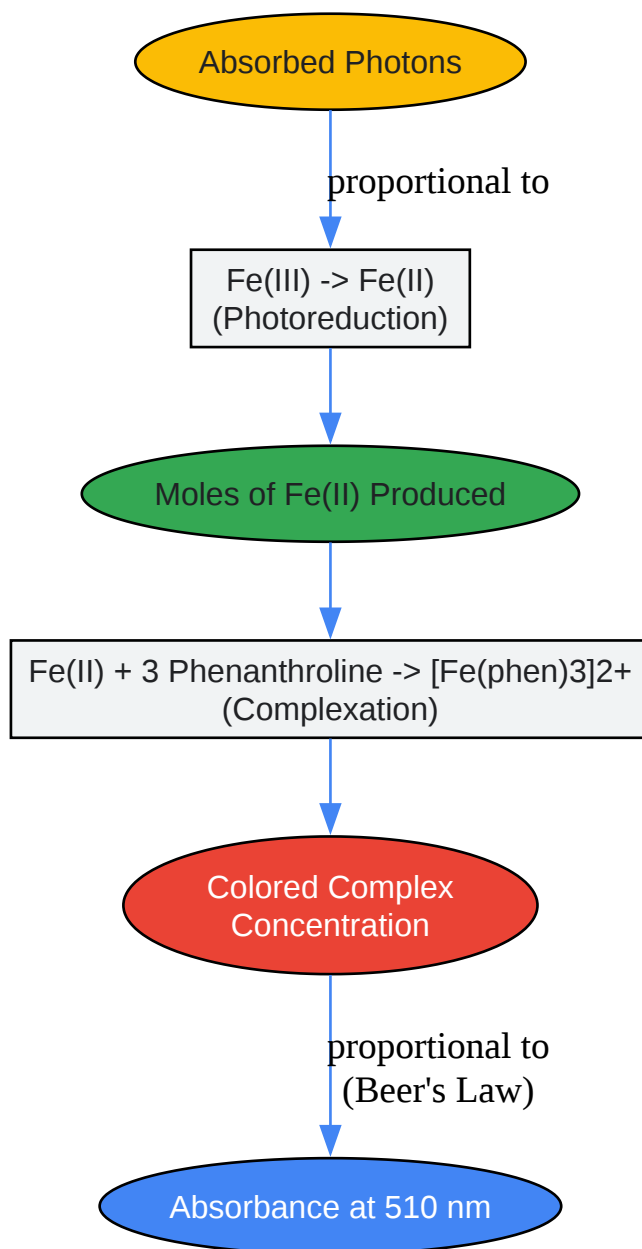 Absorbed Photons
proportional to
Fe(III) -> Fe(II)
(Photoreduction)
Moles of Fe(II) Produced
Fe(II) + 3 Phenanthroline -> [Fe(phen)3]2+
(Complexation)
Colored Complex
Concentration
proportional to
(Beer's Law)
Absorbance at 510 nm